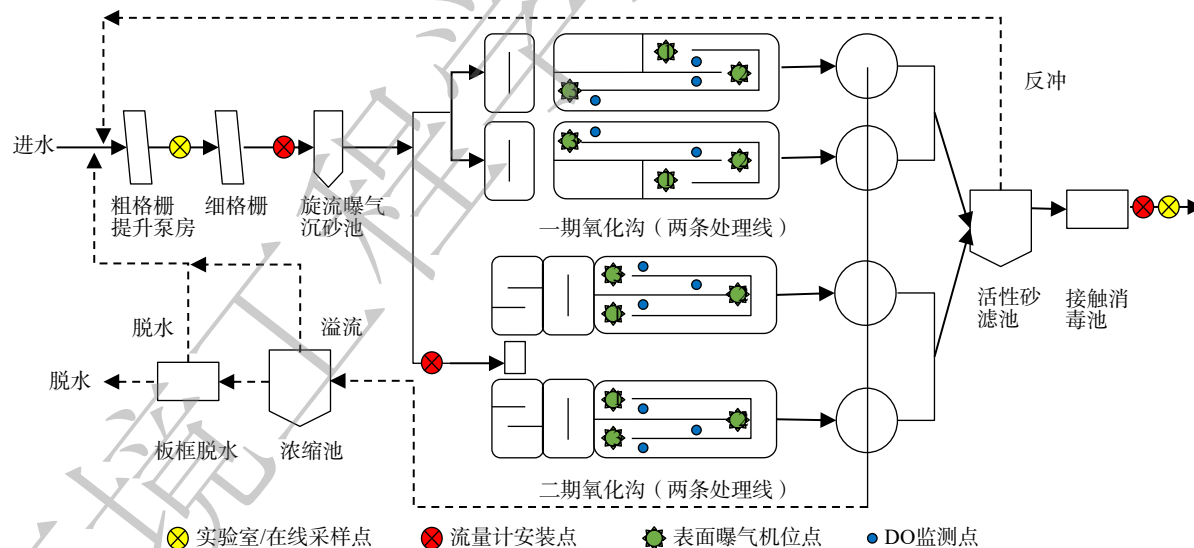 反冲
进水
粗格栅
提升泵房
细格栅
旋流曝气
沉砂池
一期氧化沟（两条处理线）
活性砂
滤池
接触消
毒池
脱水
溢流
脱水
板框脱水
浓缩池
二期氧化沟（两条处理线）
实验室/在线采样点
流量计安装点
表面曝气机位点
DO监测点
境工程学